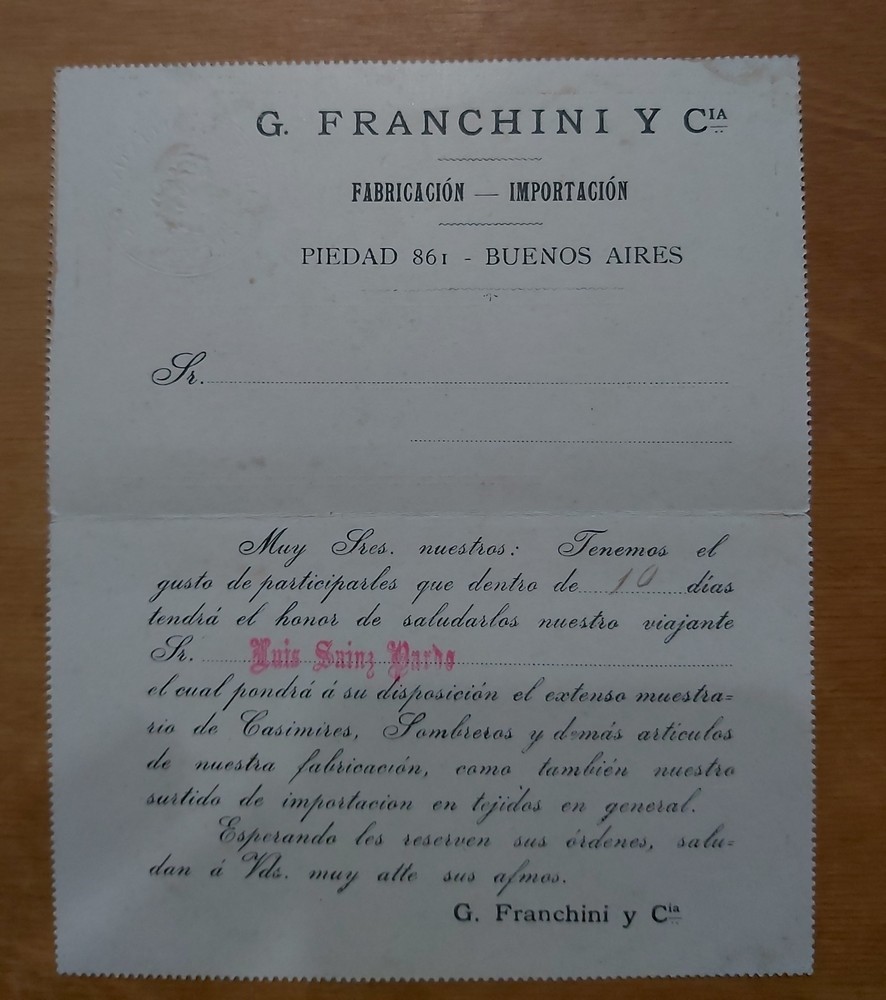 G. FRANCHINI Y CIA
FABRICACIÓN — IMPORTACIÓN
PIEDAD 861 - BUENOS AIRES
Sr.
Muy Sres. nuestros: Tenemos el
gusto de participarles que dentro de 10 días
tendrá el honor de saludarlos nuestro viajante
Sr. Luis Sainz Pardo
el cual pondrá á su disposición el extenso muestra=
rio de Casimires, Sombreros y demás artículos
de nuestra fabricación, como también nuestro
surtido de importacion en tejidos en general.
Esperando les reserven sus órdenes, salu=
dan á Vds. muy atte sus afmos.
G. Franchini y Cia